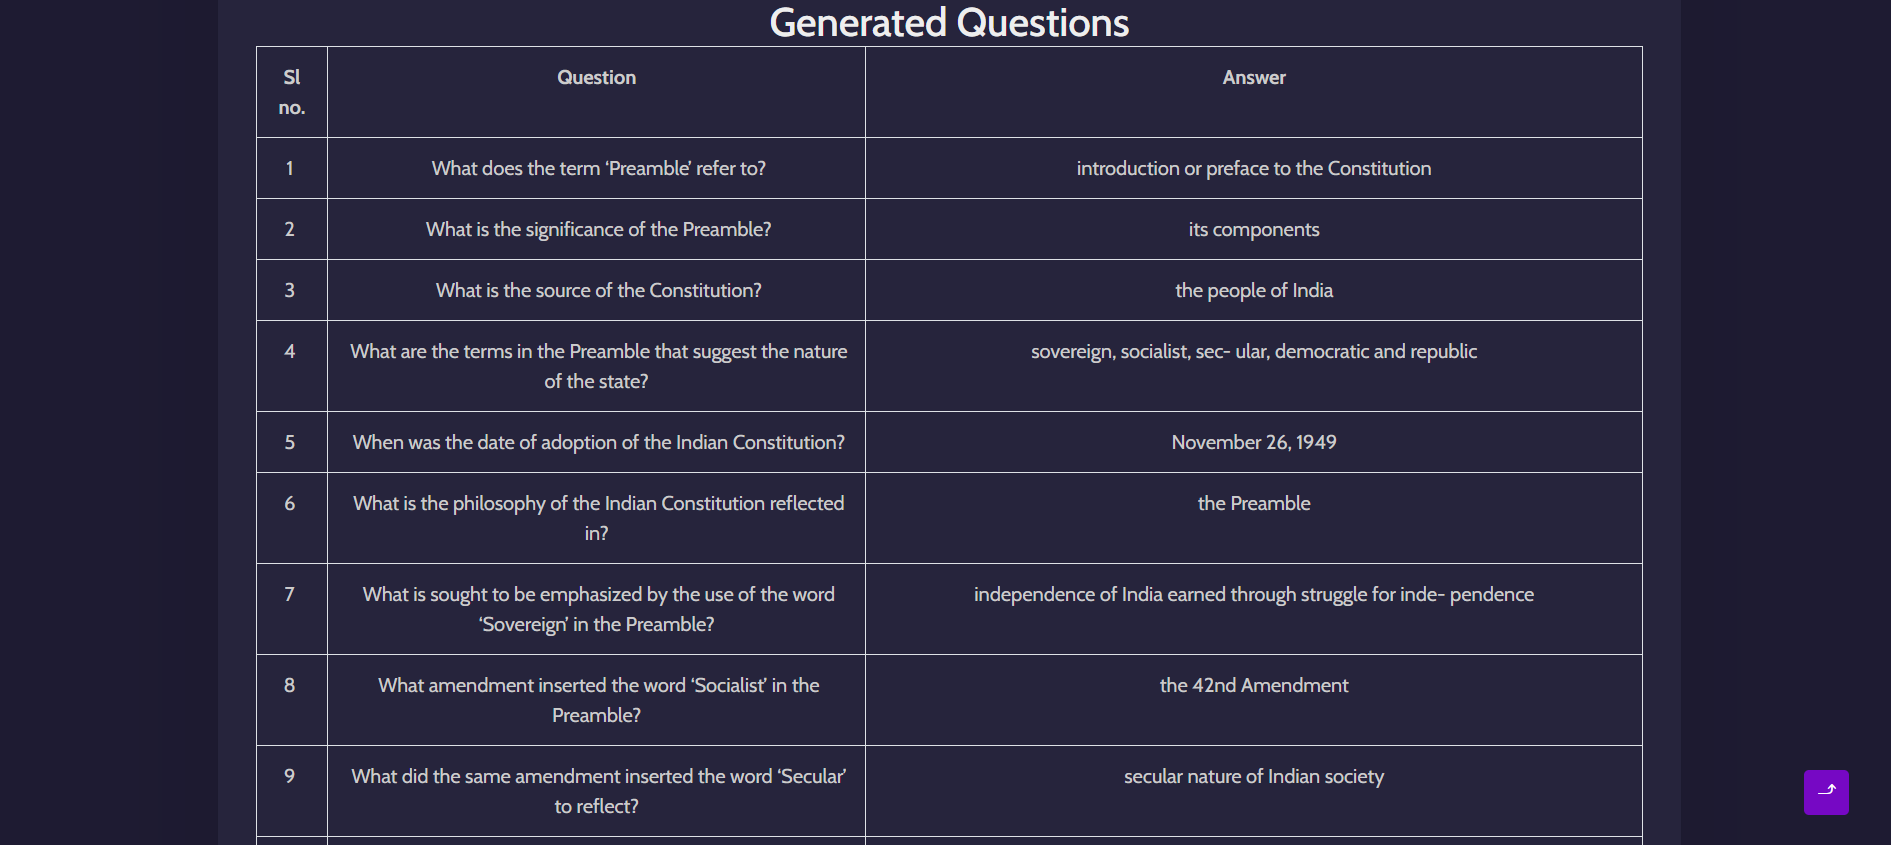 Generated Questions
Sl
no.
Question
Answer
1
What does the term ‘Preamble’ refer to?
introduction or preface to the Constitution
2
What is the significance of the Preamble?
its components
3
What is the source of the Constitution?
the people of India
4
What are the terms in the Preamble that suggest the nature
of the state?
sovereign, socialist, sec- ular, democratic and republic
5
When was the date of adoption of the Indian Constitution?
November 26, 1949
6
What is the philosophy of the Indian Constitution reflected
in?
the Preamble
7
What is sought to be emphasized by the use of the word
‘Sovereign’ in the Preamble?
independence of India earned through struggle for inde- pendence
8
What amendment inserted the word ‘Socialist’ in the
Preamble?
the 42nd Amendment
9
What did the same amendment inserted the word ‘Secular’
to reflect?
secular nature of Indian society